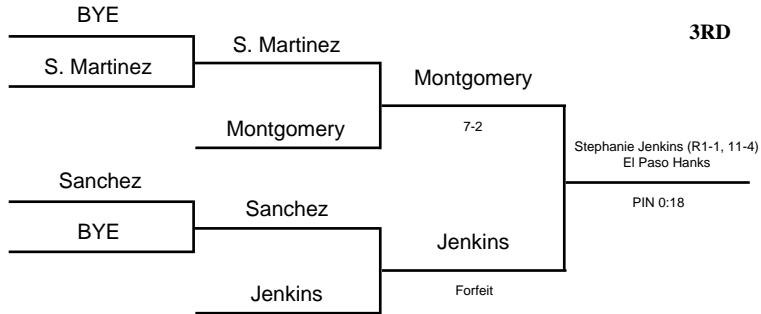 BYE
3RD
S. Martinez
S. Martinez
Montgomery
Montgomery
7-2
Stephanie Jenkins (R1-1, 11-4)
El Paso Hanks
PIN 0:18
Sanchez
Sanchez
BYE
Jenkins
Jenkins
Forfeit